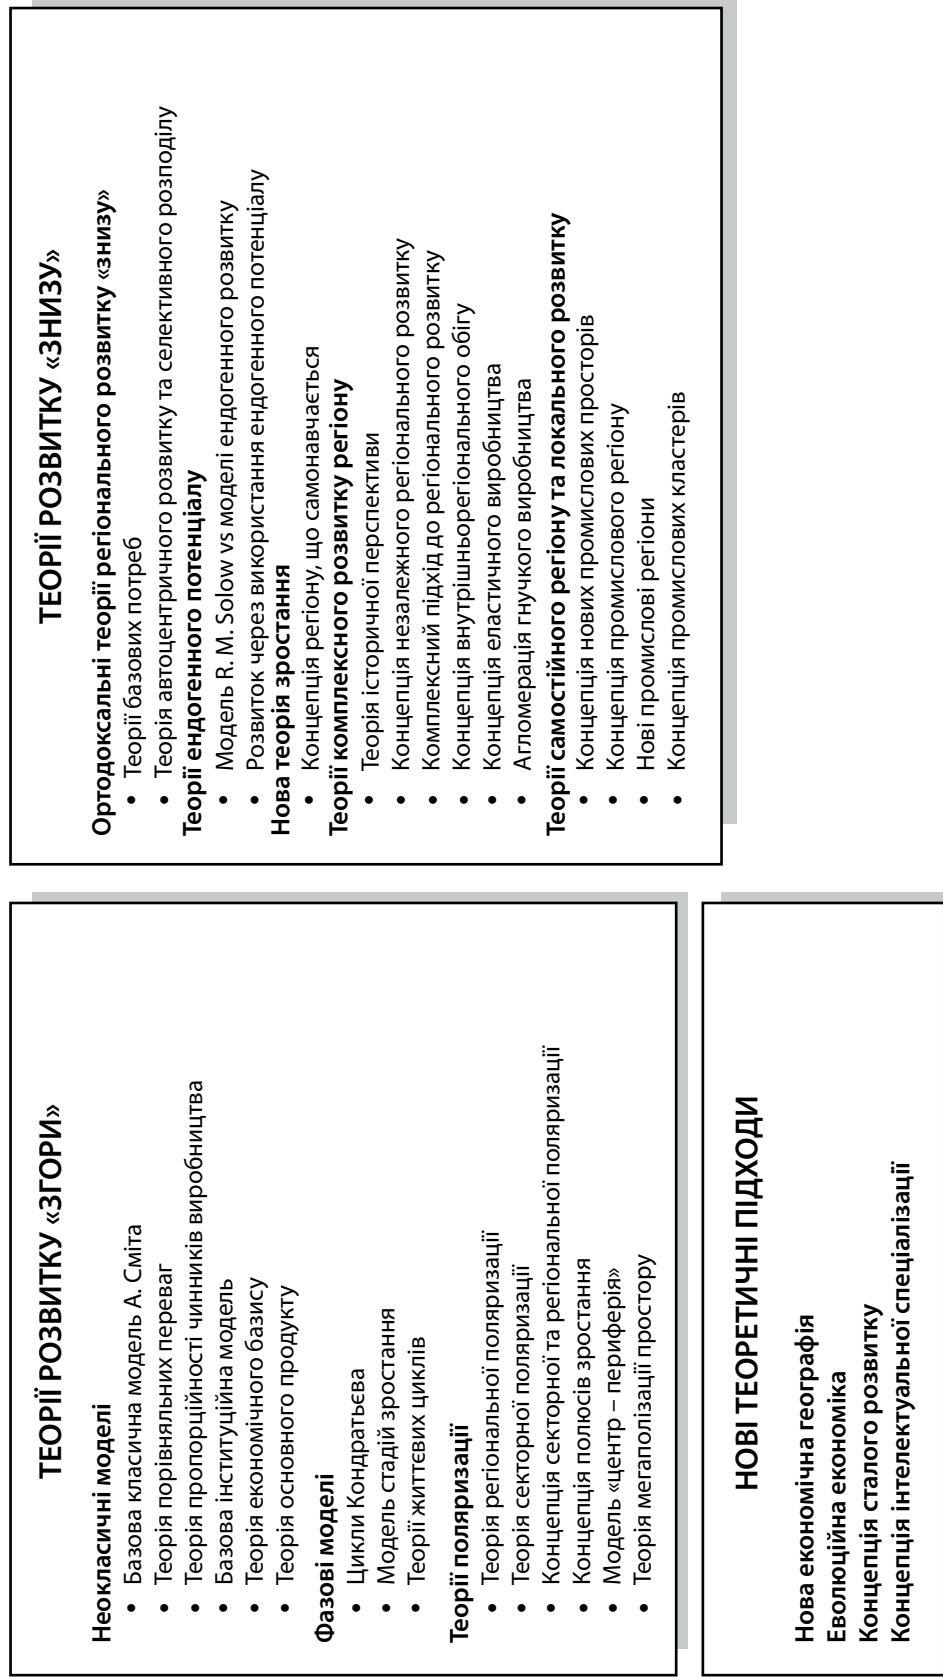 ТЕОРІЇ РОЗВИТКУ «ЗГОРИ»
Неокласичні моделі
• Базова класична модель А. Сміта
• Теорія порівняльних переваг
• Теорія пропорційності чинників виробництва
• Базова інституційна модель
• Теорія економічного базису
• Теорія основного продукту
Фазові моделі
• Цикли Кондратьєва
• Модель стадій зростання
• Теорії життєвих циклів
Теорії поляризації
• Теорія регіональної поляризації
• Теорія секторної поляризації
• Концепція секторної та регіональної поляризації
• Концепція полюсів зростання
• Модель «центр – периферія»
• Теорія мегаполізації простору
ТЕОРІЇ РОЗВИТКУ «ЗНИЗУ»
Ортодоксальні теорії регіонального розвитку «знизу»
• Теорії базових потреб
• Теорія автоцентричного розвитку та селективного розподілу
Теорії ендогенного потенціалу
• Модель R. M. Solow vs моделі ендогенного розвитку
• Розвиток через використання ендогенного потенціалу
Нова теорія зростання
• Концепція регіону, що самонавчається
Теорії комплексного розвитку регіону
• Теорія історичної перспективи
• Концепція незалежного регіонального розвитку
• Комплексний підхід до регіонального розвитку
• Концепція внутрішньорегіонального обігу
• Концепція еластичного виробництва
• Агломерація гнучкого виробництва
Теорії самостійного регіону та локального розвитку
• Концепція нових промислових просторів
• Концепція промислового регіону
• Нові промислові регіони
• Концепція промислових кластерів
НОВІ ТЕОРЕТИЧНІ ПІДХОДИ
Нова економічна географія
Еволюційна економіка
Концепція сталого розвитку
Концепція інтелектуальної спеціалізації